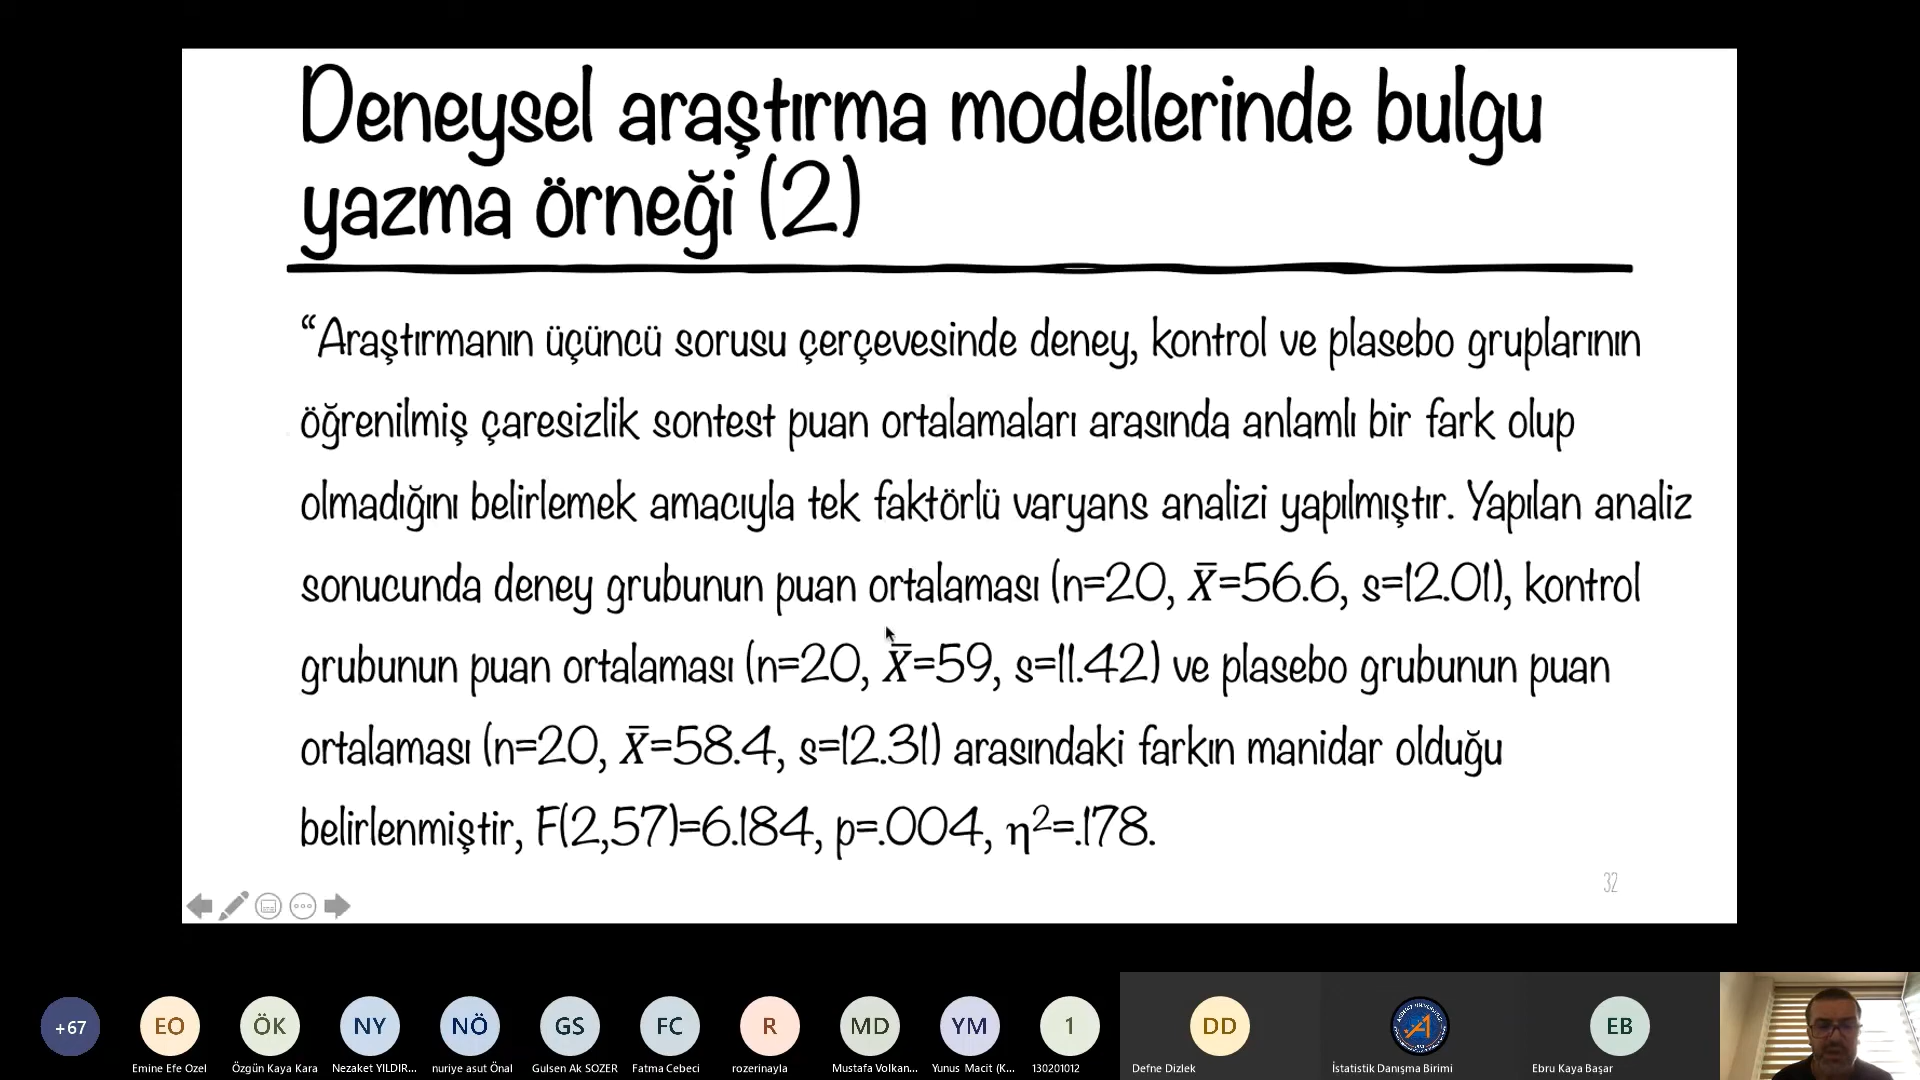 Deneysel araştırma modellerinde bulgu
yazma örneği (2)
“Araştırmanın üçüncü sorusu çerçevesinde deney, kontrol ve plasebo gruplarının
öğrenilmiş çaresizlik sontest puan ortalamaları arasında anlamlı bir fark olup
olmadığını belirlemek amacıyla tek faktörlü varyans analizi yapılmıştır. Yapılan analiz
sonucunda deney grubunun puan ortalaması (n=20, X̄=56.6, s=12.01), kontrol
grubunun puan ortalaması (n=20, X̄=59, s=11.42) ve plasebo grubunun puan
ortalaması (n=20, X̄=58.4, s=12.31) arasındaki farkın manidar olduğu
belirlenmiştir, F(2,57)=6.184, p=.004, η²=.178.
32
+67 EO ÖK NY NÖ GS FC R MD YM 1 DD EB
Emine Efe Ozel Özgün Kaya Kara Nezaket YILDIR... nuriye asut Önal Gulsen Ak SOZER Fatma Cebeci rozerinayla Mustafa Volkan... Yunus Macit (K... 130201012 Defne Dizlek İstatistik Danışma Birimi Ebru Kaya Başar